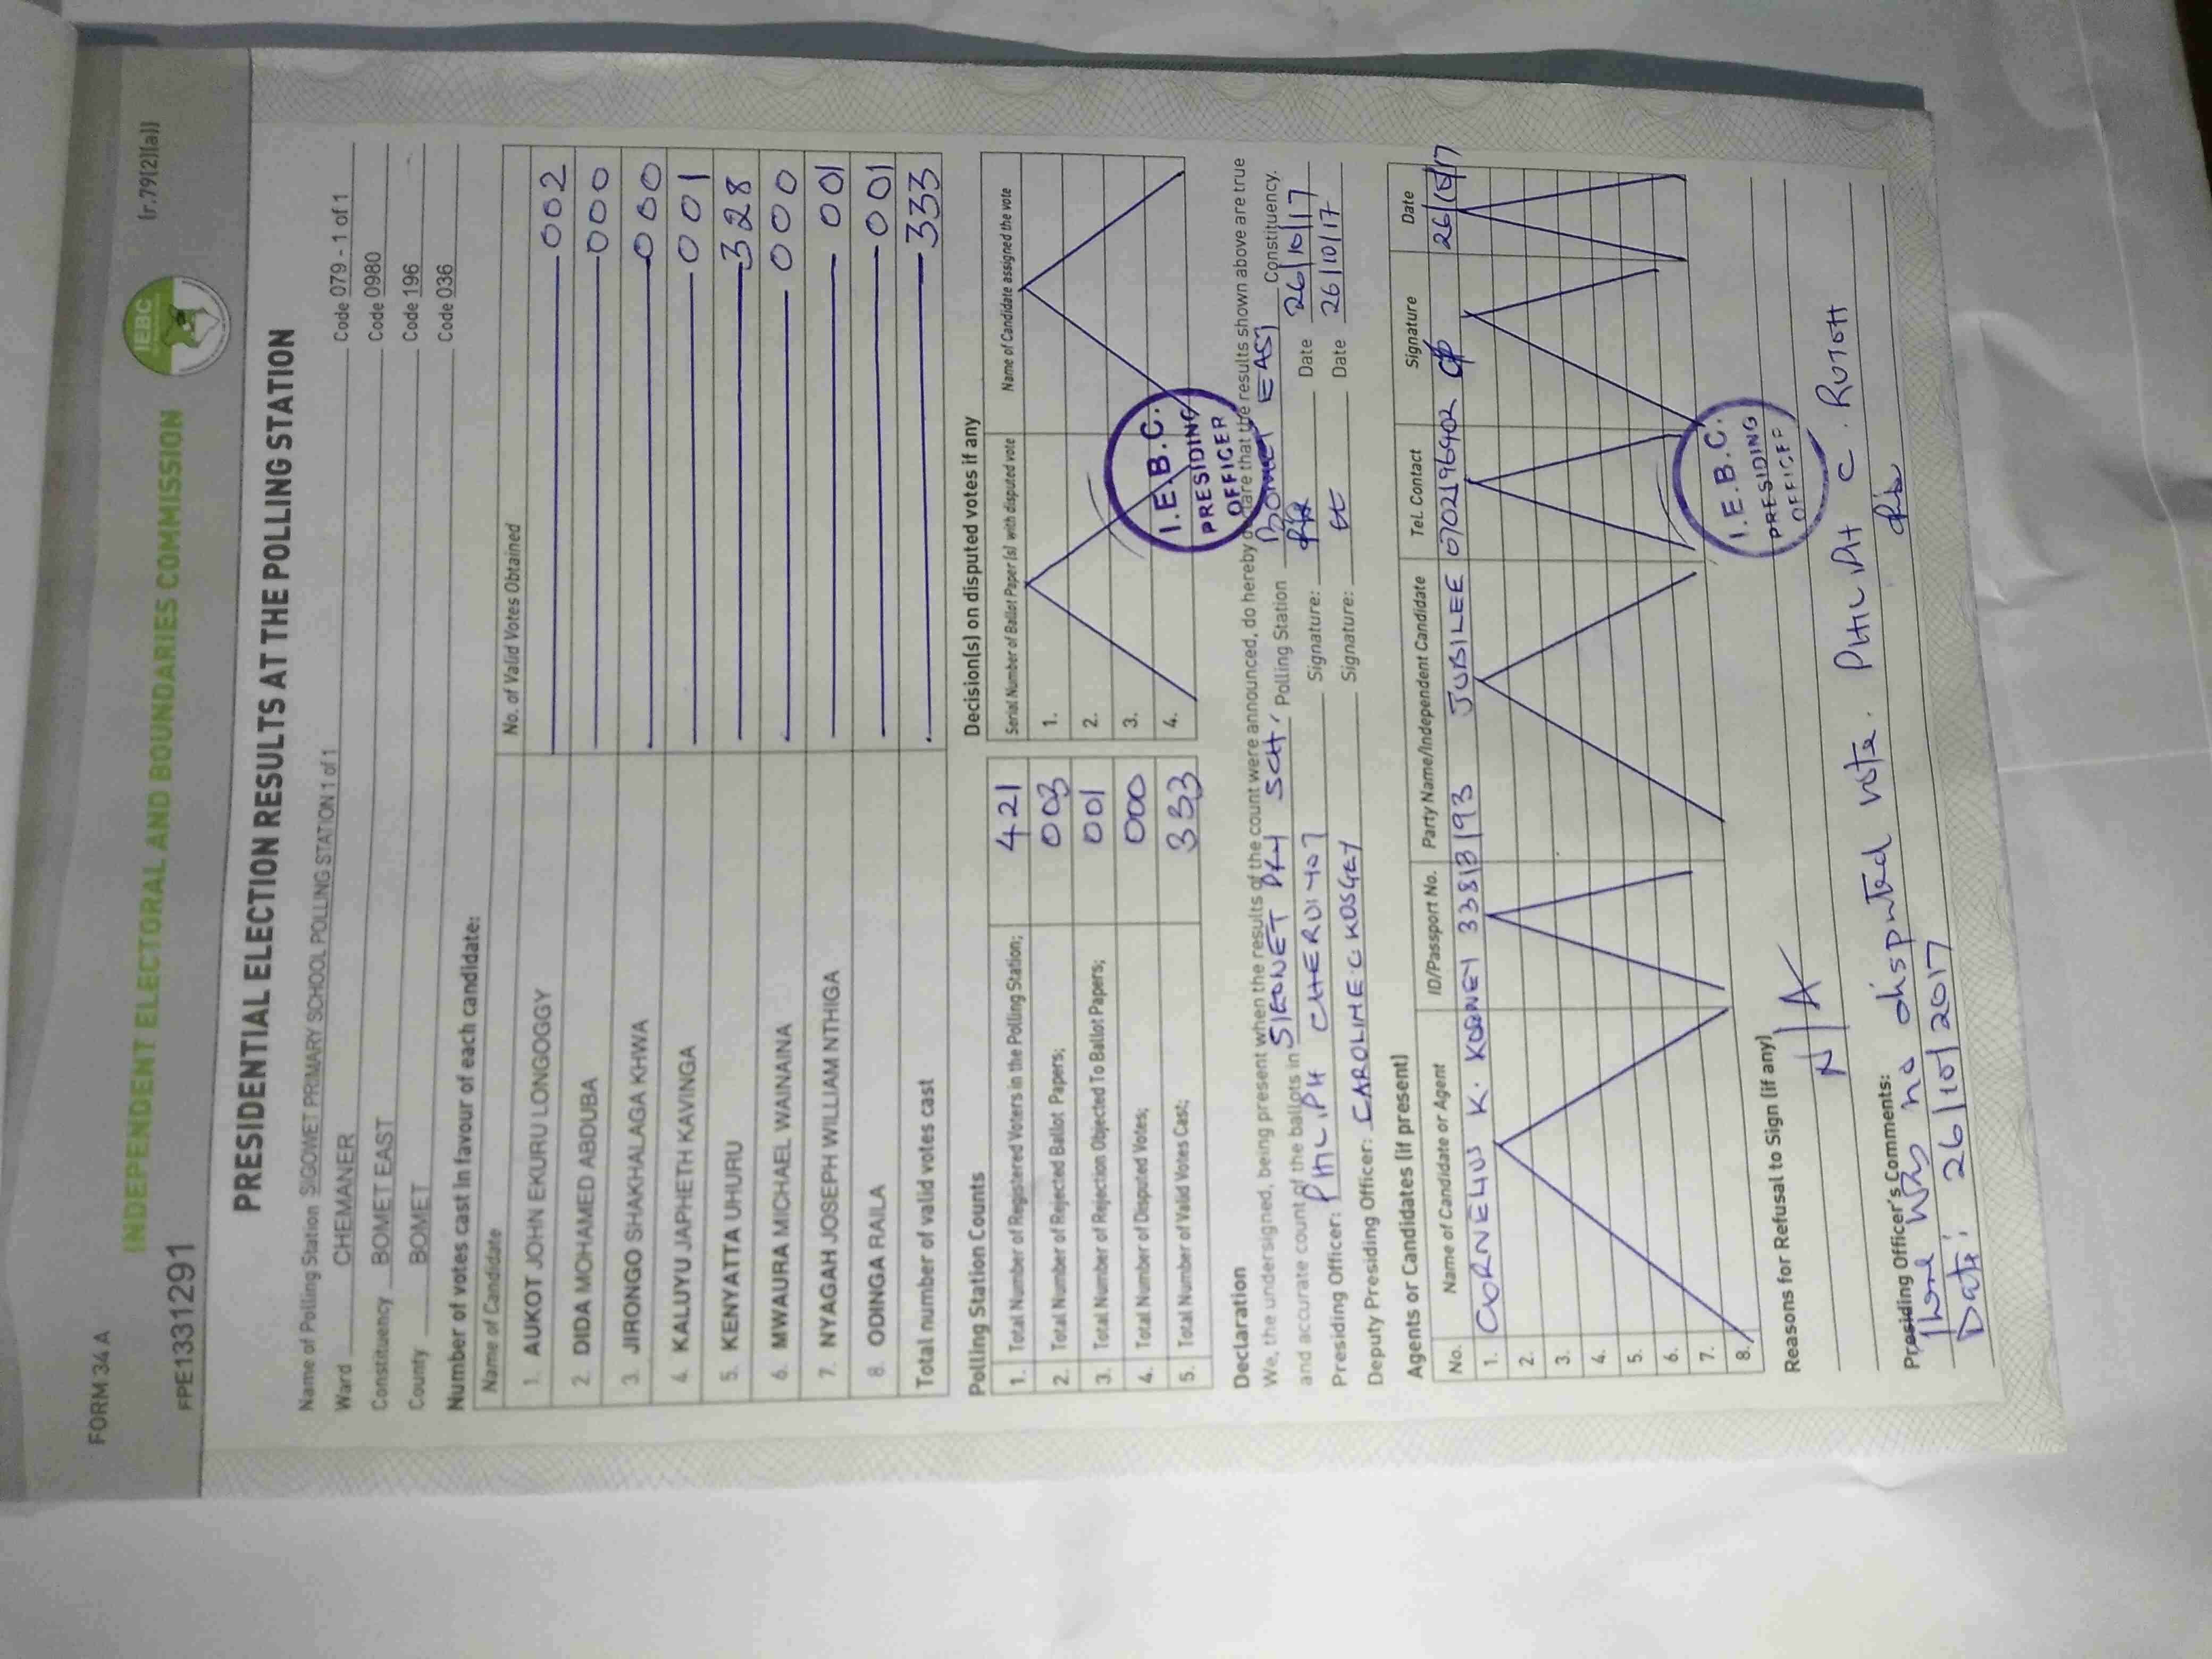 FORM 34 A
INDEPENDENT ELECTORAL AND BOUNDARIES COMMISSION
IEBC
(r.79(2)(a))
FPE1331291
PRESIDENTIAL ELECTION RESULTS AT THE POLLING STATION
Name of Polling Station SIGOWET PRIMARY SCHOOL POLLING STATION 1 of 1 Code 079 - 1 of 1
Ward CHEMANER Code 0980
Constituency BOMET EAST Code 196
County BOMET Code 036
Number of votes cast in favour of each candidate:
Name of Candidate No. of Valid Votes Obtained
1. AUKOT JOHN EKURU LONGOGGY 002
2. DIDA MOHAMED ABDUBA 000
3. JIRONGO SHAKHALAGA KHWA 000
4. KALUYU JAPHETH KAVINGA 001
5. KENYATTA UHURU 328
6. MWAURA MICHAEL WAINAINA 000
7. NYAGAH JOSEPH WILLIAM NTHIGA 001
8. ODINGA RAILA 001
Total number of valid votes cast 333
Polling Station Counts
1. Total Number of Registered Voters in the Polling Station; 421
2. Total Number of Rejected Ballot Papers; 003
3. Total Number of Rejection Objected To Ballot Papers; 001
4. Total Number of Disputed Votes; 000
5. Total Number of Valid Votes Cast; 333
Decision(s) on disputed votes if any
Serial Number of Ballot Paper (s) with disputed vote Name of Candidate assigned the vote
1.
2.
3.
4.
I.E.B.C.
PRESIDING
OFFICER
Declaration
We, the undersigned, being present when the results of the count were announced, do hereby declare that the results shown above are true
and accurate count of the ballots in SIGOWET PRY SCH Polling Station BOMET EAST Constituency.
Presiding Officer: PHILIPH Signature: Date 26/10/17
Deputy Presiding Officer: CAROLINE C KOSGEY Signature: Date 26/10/17
Agents or Candidates (if present)
No. Name of Candidate or Agent ID/Passport No. Party Name/Independent Candidate Tel. Contact Signature Date
1. CORNELIUS K. 33813193 JUBILEE 0702196402 26/10/17
2.
3.
4.
5.
6.
7.
8.
I.E.B.C.
PRESIDING
OFFICER
Reasons for Refusal to Sign (if any)
N/A
Presiding Officer's Comments:
There was no disputed vote. C. RUTOH
Date: 26/10/2017